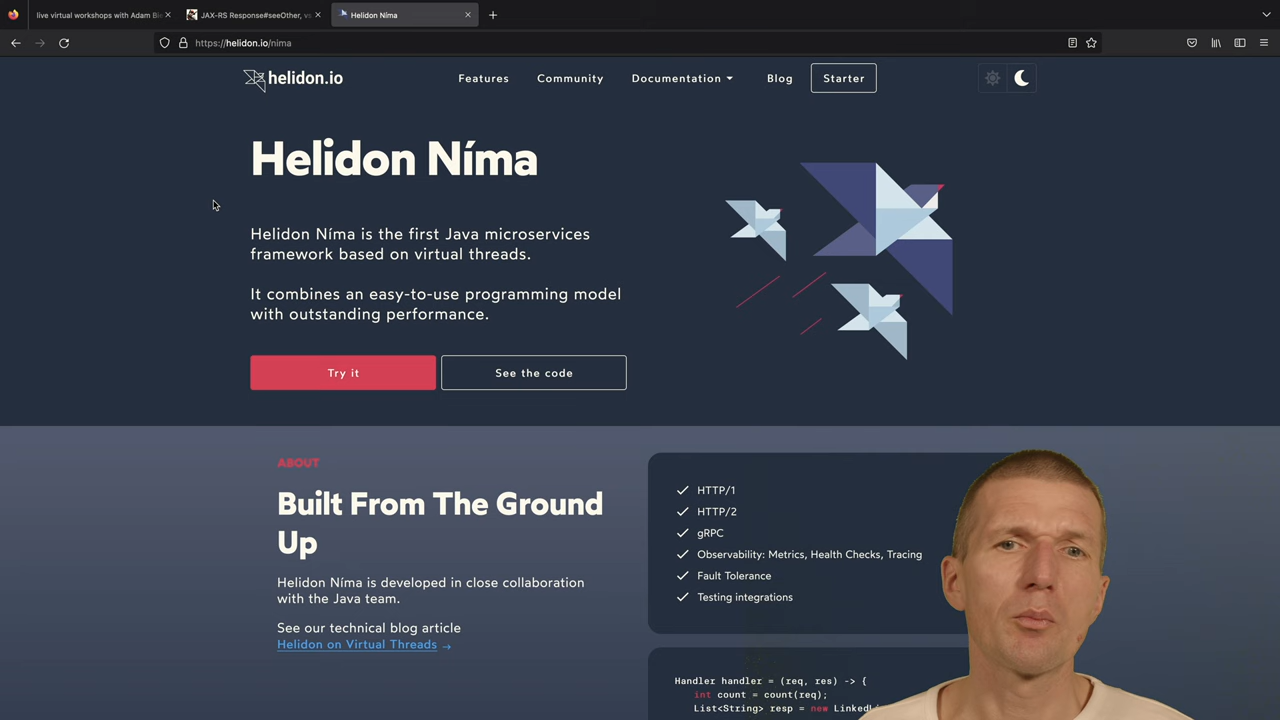 live virtual workshops with Adam Bie
JAX-RS Response#seeOther, vs
Helidon Níma
https://helidon.io/nima
helidon.io
Features
Community
Documentation
Blog
Starter
Helidon Níma
Helidon Níma is the first Java microservices
framework based on virtual threads.
It combines an easy-to-use programming model
with outstanding performance.
Try it
See the code
ABOUT
Built From The Ground
Up
Helidon Níma is developed in close collaboration
with the Java team.
See our technical blog article
Helidon on Virtual Threads →
HTTP/1
HTTP/2
gRPC
Observability: Metrics, Health Checks, Tracing
Fault Tolerance
Testing integrations
Handler handler = (req, res) -> {
int count = count(req);
List<String> resp = new LinkedLi